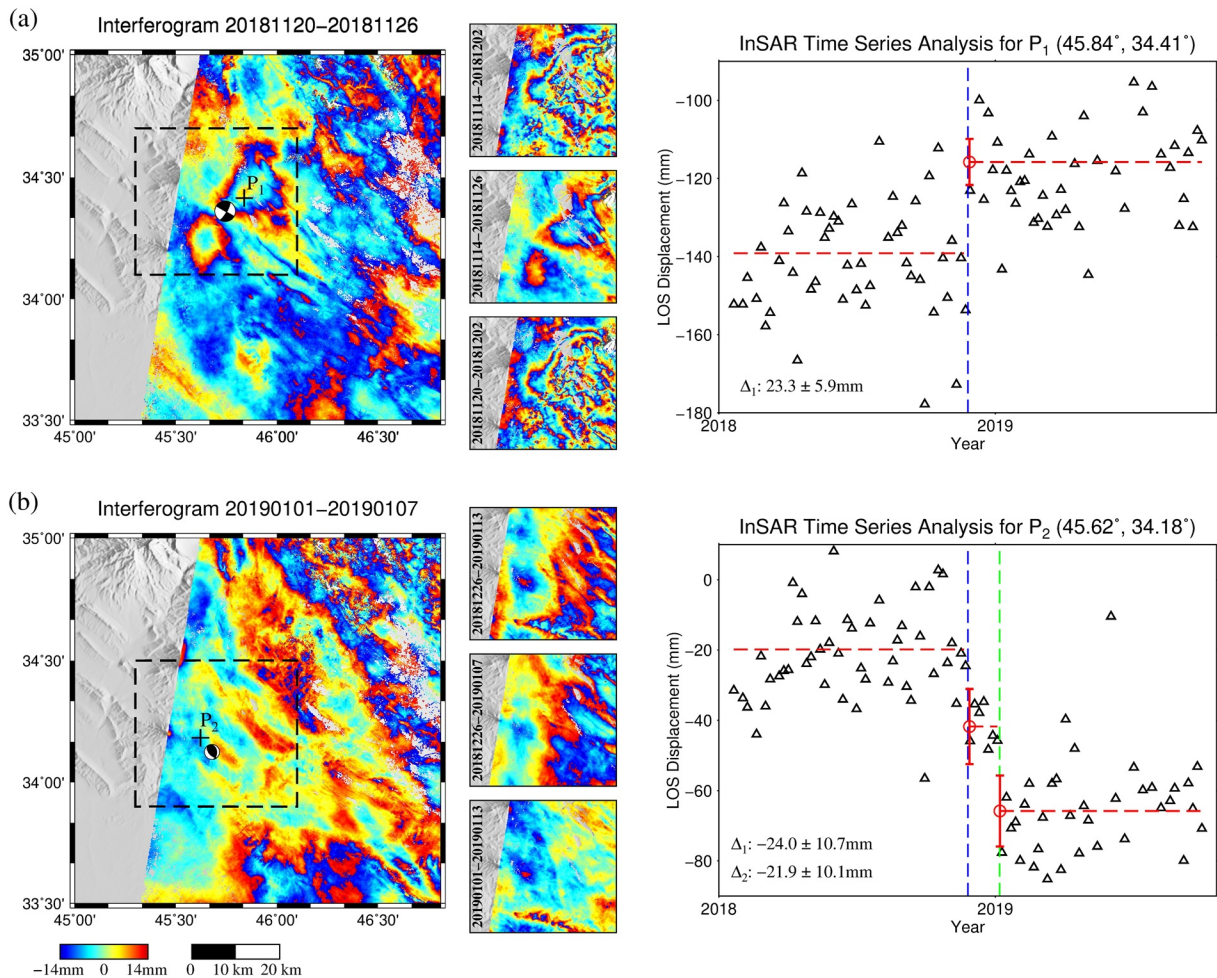 (a)
Interferogram 20181120−20181126
35˚00'
34˚30'
34˚00'
33˚30'
45˚00'
45˚30'
46˚00'
46˚30'
P1
20181114−20181202
20181114−20181126
20181120−20181202
InSAR Time Series Analysis for P1 (45.84˚, 34.41˚)
LOS Displacement (mm)
−100
−120
−140
−160
−180
Δ1: 23.3 ± 5.9mm
2018
2019
Year
(b)
Interferogram 20190101−20190107
35˚00'
34˚30'
34˚00'
33˚30'
45˚00'
45˚30'
46˚00'
46˚30'
P2
20181226−20190113
20181226−20190107
20190101−20190113
InSAR Time Series Analysis for P2 (45.62˚, 34.18˚)
LOS Displacement (mm)
0
−20
−40
−60
−80
Δ1: −24.0 ± 10.7mm
Δ2: −21.9 ± 10.1mm
2018
2019
Year
−14mm 0 14mm
0 10 km 20 km